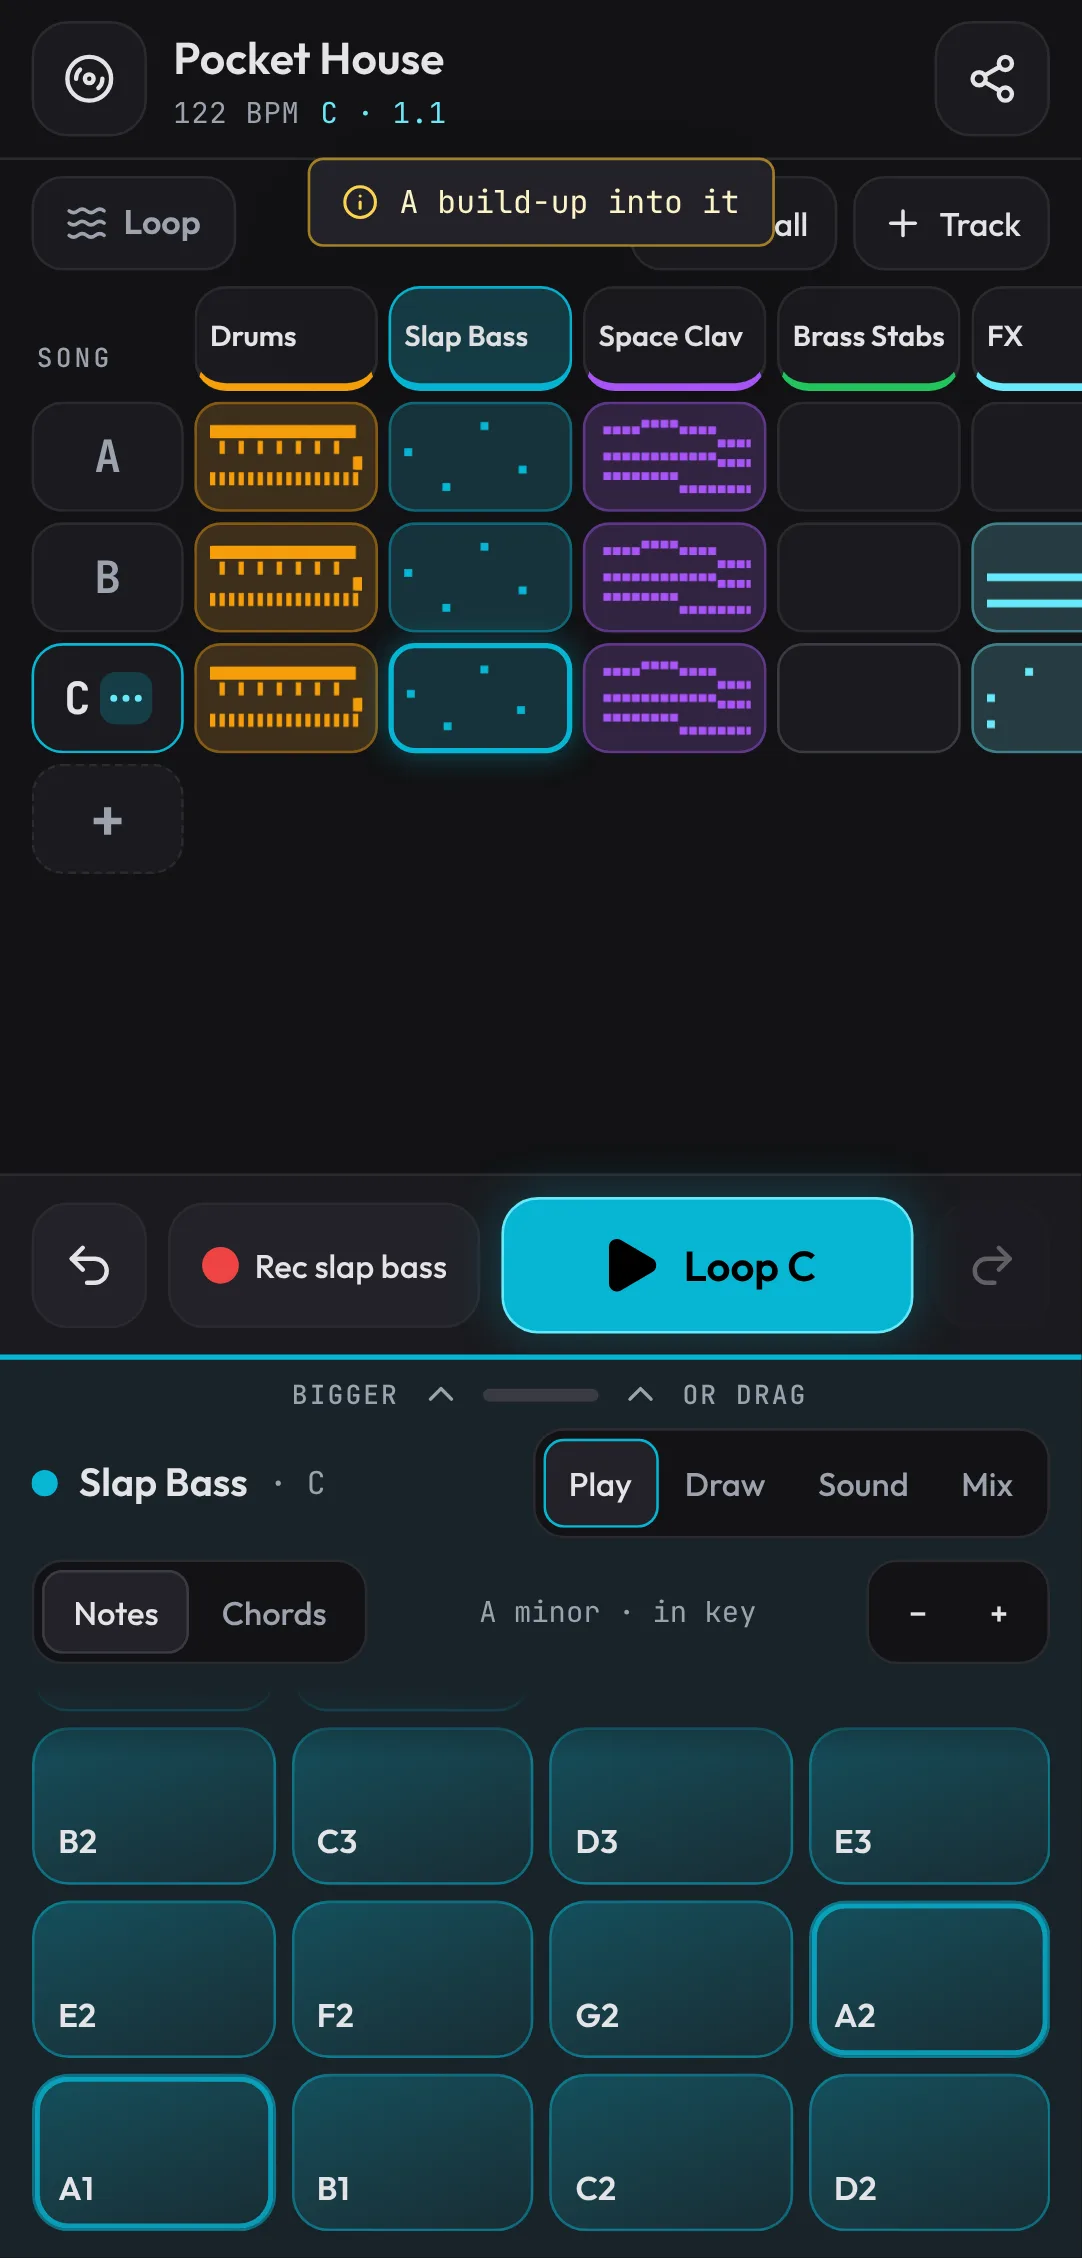 Pocket House
122 BPM C · 1.1
A build-up into it
Loop
all
+ Track
SONG
Drums
Slap Bass
Space Clav
Brass Stabs
FX
A
B
C ...
+
Rec slap bass
Loop C
BIGGER
OR DRAG
Slap Bass · C
Play
Draw
Sound
Mix
Notes
Chords
A minor · in key
- +
B2
C3
D3
E3
E2
F2
G2
A2
A1
B1
C2
D2